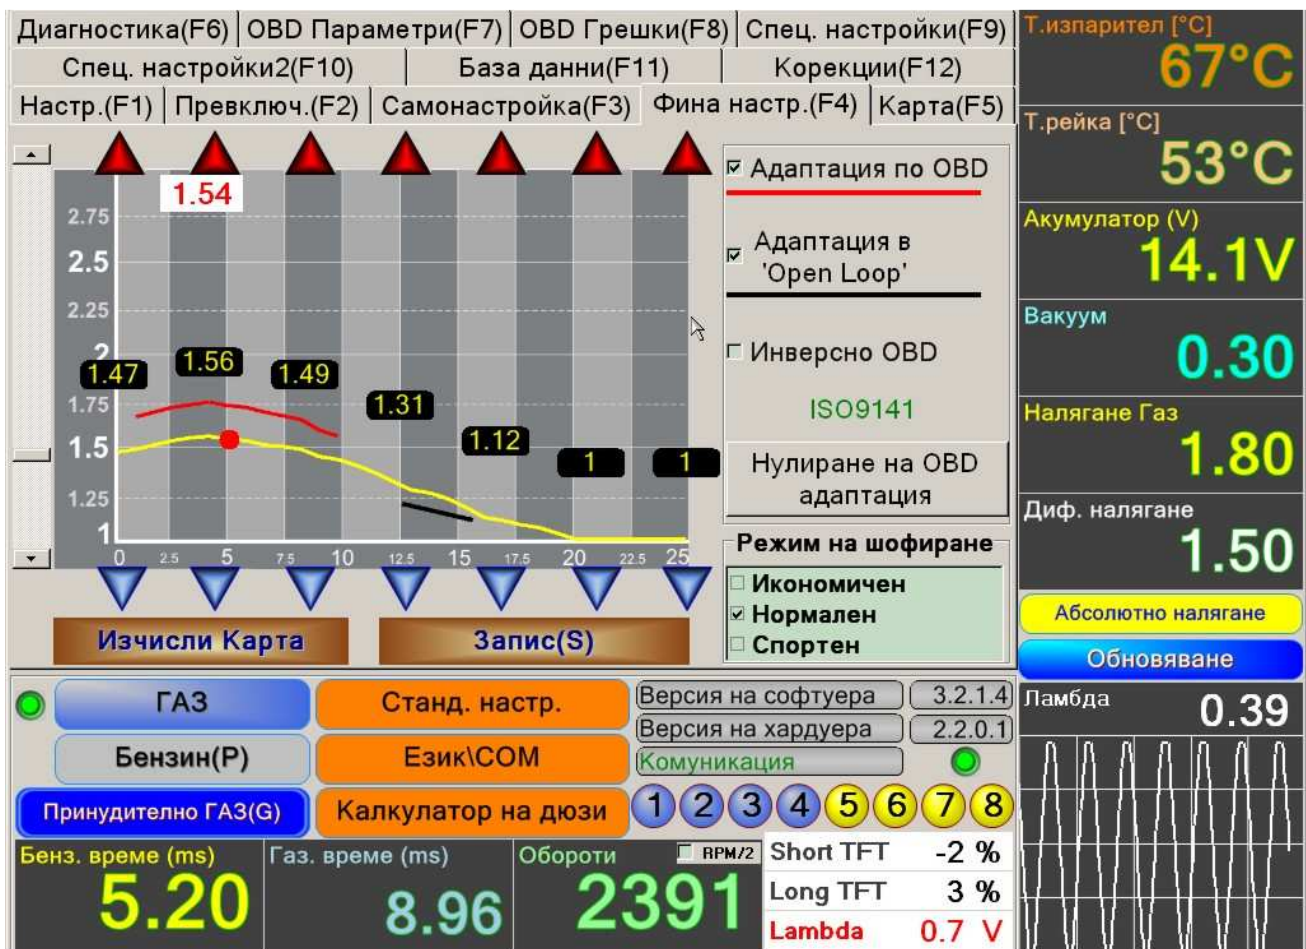 Диагностика(F6) OBD Параметри(F7) OBD Грешки(F8) Спец. настройки(F9)
Спец. настройки2(F10) База данни(F11) Корекции(F12)
Настр.(F1) Превключ.(F2) Самонастройка(F3) Фина настр.(F4) Карта(F5)
1.54
2.75
2.5
2.25
2
1.75
1.5
1.25
1
1.47 1.56 1.49 1.31 1.12 1 1
0 2.5 5 7.5 10 12.5 15 17.5 20 22.5 25
Изчисли Карта Запис(S)
Адаптация по OBD
Адаптация в
'Open Loop'
Инверсно OBD
ISO9141
Нулиране на OBD
адаптация
Режим на шофиране
Икономичен
Нормален
Спортен
Т.изпарител [°C]
67°C
Т.рейка [°C]
53°C
Акумулатор (V)
14.1V
Вакуум
0.30
Налягане Газ
1.80
Диф. налягане
1.50
Абсолютно налягане
Обновяване
Ламбда 0.39
ГАЗ Станд. настр. Версия на софтуера 3.2.1.4
Версия на хардуера 2.2.0.1
Бензин(P) Език\COM Комуникация
Принудително ГАЗ(G) Калкулатор на дюзи 1 2 3 4 5 6 7 8
Бенз. време (ms) Газ. време (ms) Обороти RPM/2
5.20 8.96 2391
Short TFT -2 %
Long TFT 3 %
Lambda 0.7 V